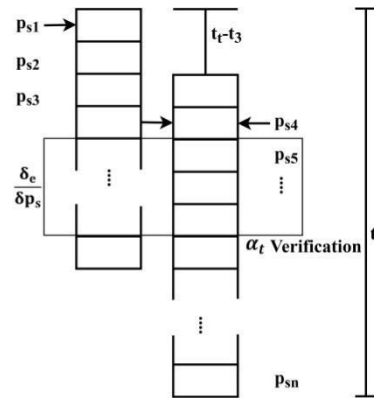 pₛ₁
tₜ-t₃
pₛ₂
pₛ₃
pₛ₄
pₛ₅
δₑ
δpₛ
αₜ Verification
t
pₛₙ